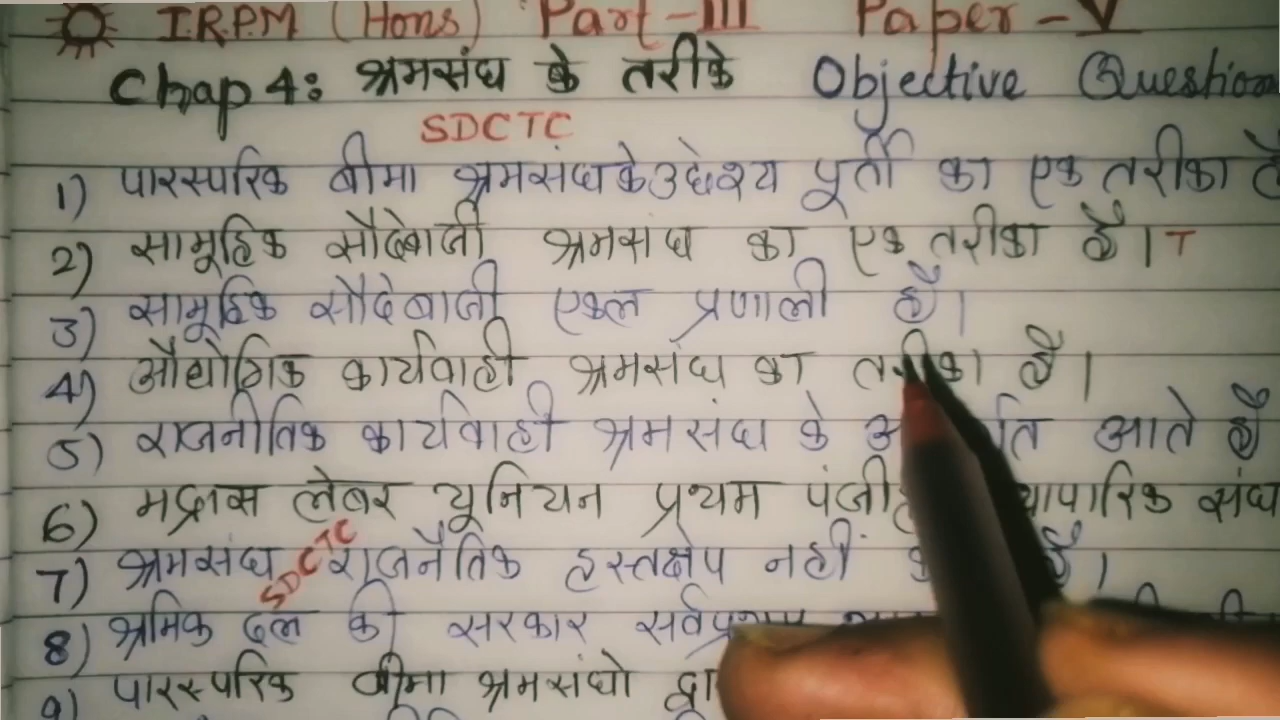 I.R.P.M (Hons) Part-III Paper-V
Chap 4: श्रमसंघ के तरीके Objective Question
SDCTC
1) पारस्परिक बीमा श्रमसंघ के उद्देश्य पूर्ती का एक तरीका है
2) सामूहिक सौदेबाजी श्रमसंघ का एक तरीका है। T
3) सामूहिक सौदेबाजी एकल प्रणाली है।
4) औद्योगिक कार्यवाही श्रमसंघ का तरीका है।
5) राजनीतिक कार्यवाही श्रमसंघ के आते है
6) मद्रास लेबर यूनियन प्रथम संघ
7) श्रमसंघ राजनैतिक हस्तक्षेप नहीं है।
SDCTC
8) श्रमिक दल की सरकार सर्वप्रथम
9) पारस्परिक बीमा श्रमसंघो